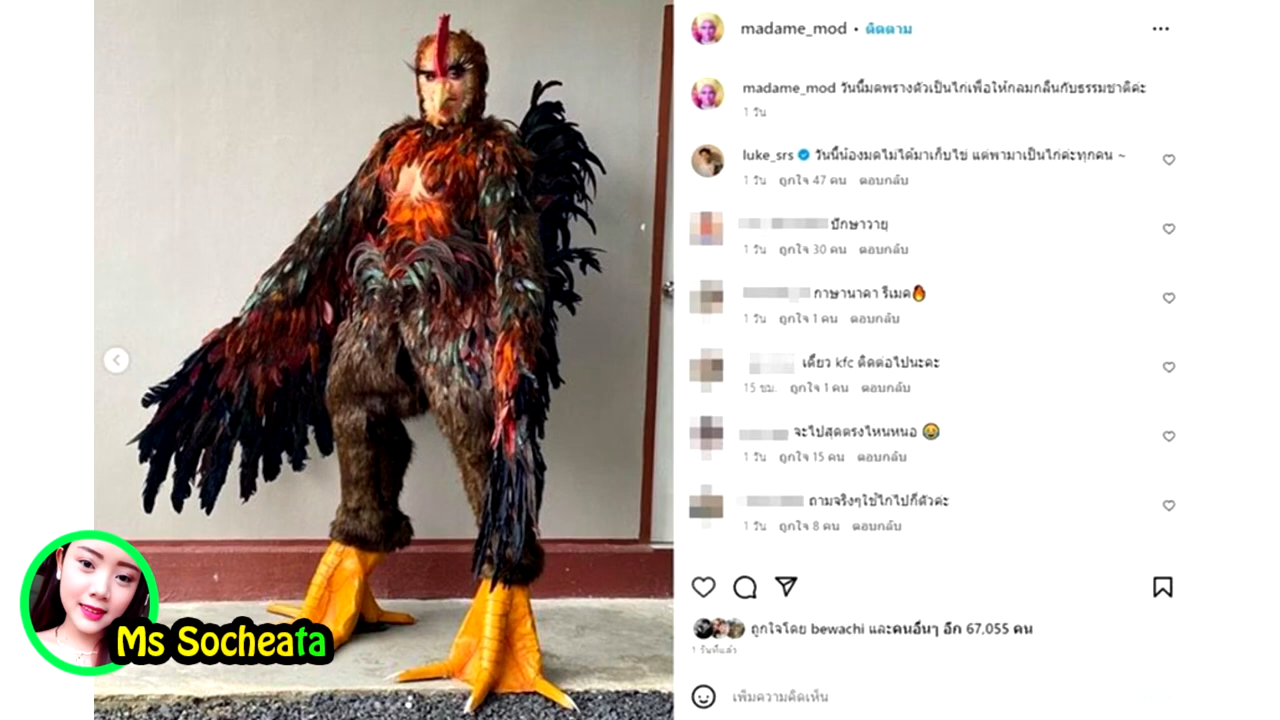 madame_mod • ติดตาม
madame_mod วันนี้มดพรางตัวเป็นไก่เพื่อให้กลมกลืนกับธรรมชาติค่ะ
1 วัน
luke_srs วันนี้น้องมดไม่ได้มาเก็บไข่ แต่พามาเป็นไก่ค่ะทุกคน ~
1 วัน ถูกใจ 47 คน ตอบกลับ
ปักษาวายุ
1 วัน ถูกใจ 30 คน ตอบกลับ
กาษานาคา รีเมค🔥
1 วัน ถูกใจ 1 คน ตอบกลับ
เดี๋ยว kfc ติดต่อไปนะคะ
15 ชม. ถูกใจ 1 คน ตอบกลับ
จะไปสุดตรงไหนหนอ 😭
1 วัน ถูกใจ 15 คน ตอบกลับ
ถามจริงๆใช้ไก่ไปกี่ตัวคะ
1 วัน ถูกใจ 8 คน ตอบกลับ
ถูกใจโดย bewachi และคนอื่นๆ อีก 67,055 คน
1 วันที่แล้ว
เพิ่มความคิดเห็น
Ms Socheata